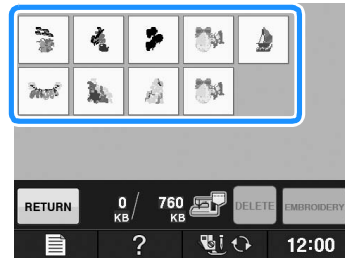 RETURN
0 KB / 760 KB
DELETE
EMBROIDERY
?
12:00